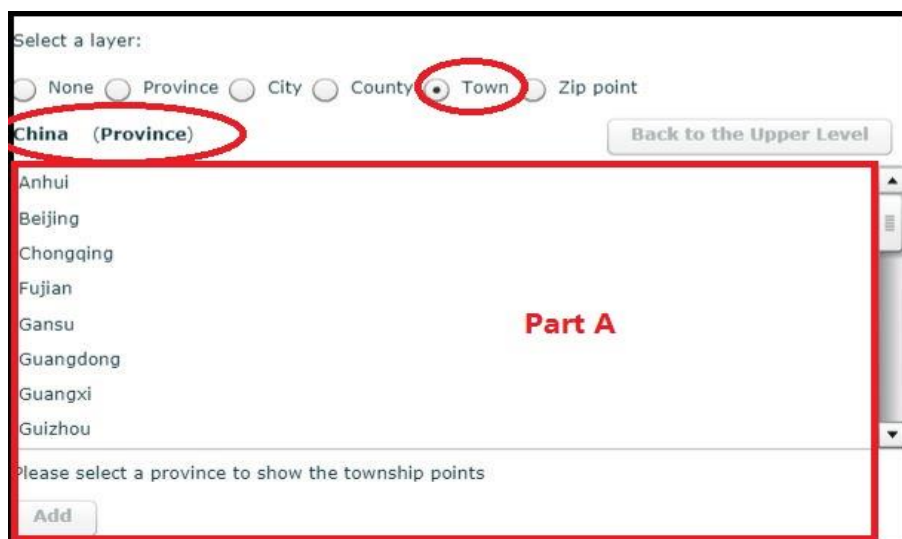 Select a layer:
None Province City County Town Zip point
China (Province) Back to the Upper Level
Anhui
Beijing
Chongqing
Fujian
Gansu
Part A
Guangdong
Guangxi
Guizhou
Please select a province to show the township points
Add